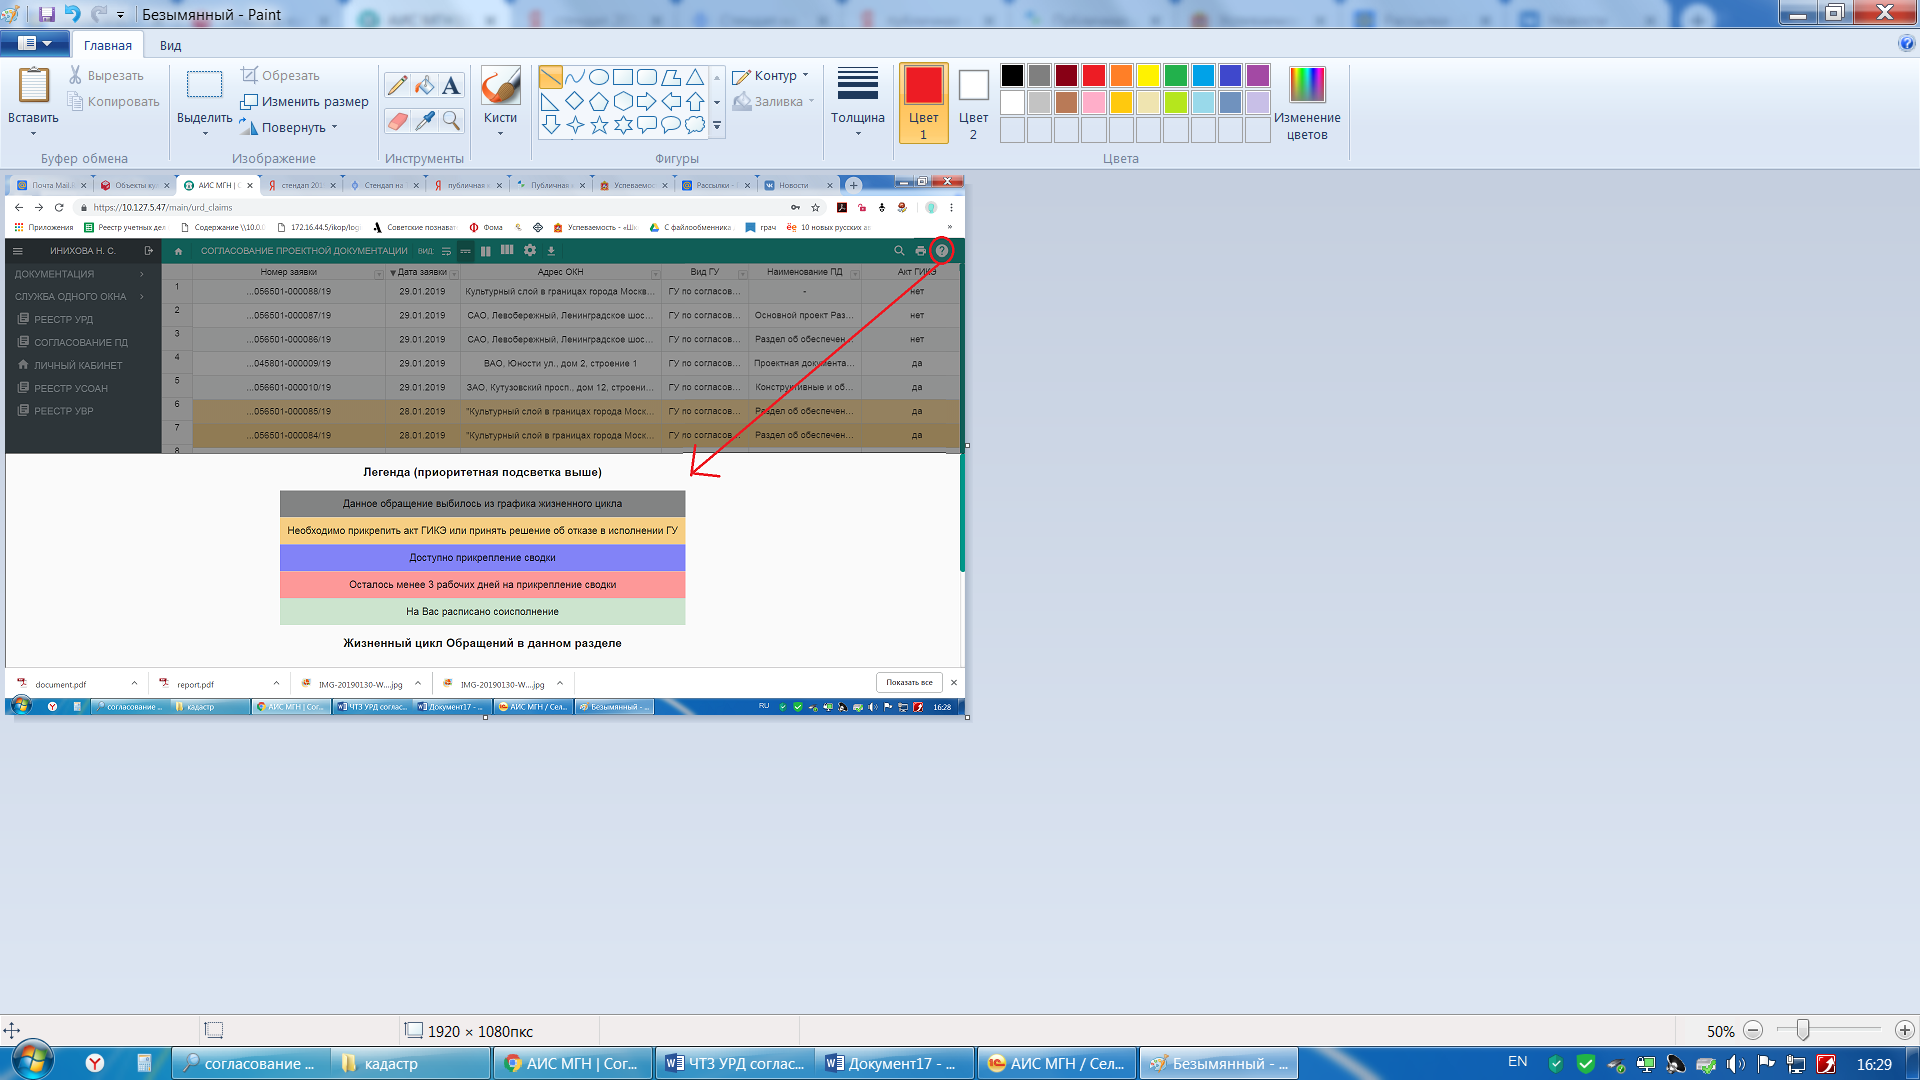 Безымянный - Paint
Главная Вид
Вставить
Вырезать
Копировать
Буфер обмена
Выделить
Обрезать
Изменить размер
Повернуть
Изображение
Инструменты
Кисти
Фигуры
Контур
Заливка
Толщина
Цвет 1
Цвет 2
Изменение цветов
Цвета
Почта Mail. Объекты ку АИС МГН | С стендап 20 Стендап на публичная Публичная Успеваемос Рассылки - Новости
https://10.127.5.47/main/urd_claims
Приложения Реестр учетных дел Содержание \\10.0. 172.16.44.5/ikop/log Советские познават Фома Успеваемость - «Ш С файлообменника грач 10 новых русских ав »
ИНИХОВА Н. С. СОГЛАСОВАНИЕ ПРОЕКТНОЙ ДОКУМЕНТАЦИИ ВИД:
ДОКУМЕНТАЦИЯ
СЛУЖБА ОДНОГО ОКНА
РЕЕСТР УРД
СОГЛАСОВАНИЕ ПД
ЛИЧНЫЙ КАБИНЕТ
РЕЕСТР УСОАН
РЕЕСТР УВР
Номер заявки Дата заявки Адрес ОКН Вид ГУ Наименование ПД Акт ГИКЭ
1 ...056501-000088/19 29.01.2019 Культурный слой в границах города Москв... ГУ по согласов... - нет
2 ...056501-000087/19 29.01.2019 САО, Левобережный, Ленинградское шос... ГУ по согласов... Основной проект Раз... нет
3 ...056501-000086/19 29.01.2019 САО, Левобережный, Ленинградское шос... ГУ по согласов... Раздел об обеспечен... нет
4 ...045801-000009/19 29.01.2019 ВАО, Юности ул., дом 2, строение 1 ГУ по согласов... Проектная документа... да
5 ...056601-000010/19 29.01.2019 ЗАО, Кутузовский просп., дом 12, строени... ГУ по согласов... Конструктивные и об... да
6 ...056501-000085/19 28.01.2019 "Культурный слой в границах города Моск... ГУ по согласов... Раздел об обеспечен... да
7 ...056501-000084/19 28.01.2019 "Культурный слой в границах города Моск... ГУ по согласов... Раздел об обеспечен... да
8
Легенда (приоритетная подсветка выше)
Данное обращение выбилось из графика жизненного цикла
Необходимо прикрепить акт ГИКЭ или принять решение об отказе в исполнении ГУ
Доступно прикрепление сводки
Осталось менее 3 рабочих дней на прикрепление сводки
На Вас расписано соисполнение
Жизненный цикл Обращений в данном разделе
document.pdf report.pdf IMG-20190130-W....jpg IMG-20190130-W....jpg Показать все
согласование ... кадастр АИС МГН | Сог... ЧТЗ УРД соглас... Документ17 - ... АИС МГН / Сел... Безымянный - ... RU 16:28
1920 × 1080пкс 50%
согласование ... кадастр АИС МГН | Сог... ЧТЗ УРД соглас... Документ17 - ... АИС МГН / Сел... Безымянный - ... EN 16:29